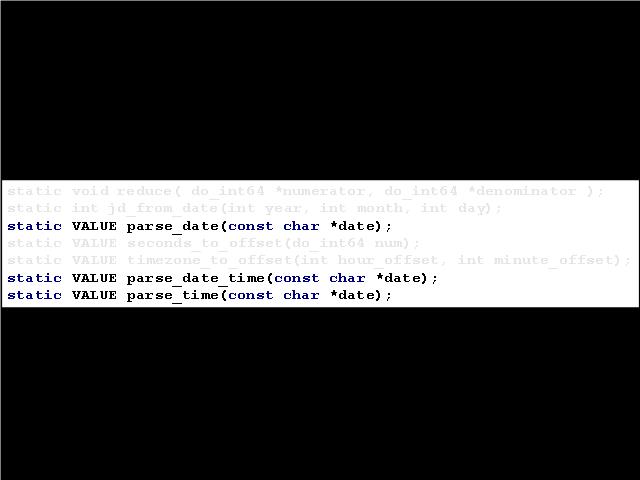 static void reduce( do_int64 *numerator, do_int64 *denominator );
static int jd_from_date(int year, int month, int day);
static VALUE parse_date(const char *date);
static VALUE seconds_to_offset(do_int64 num);
static VALUE timezone_to_offset(int hour_offset, int minute_offset);
static VALUE parse_date_time(const char *date);
static VALUE parse_time(const char *date);